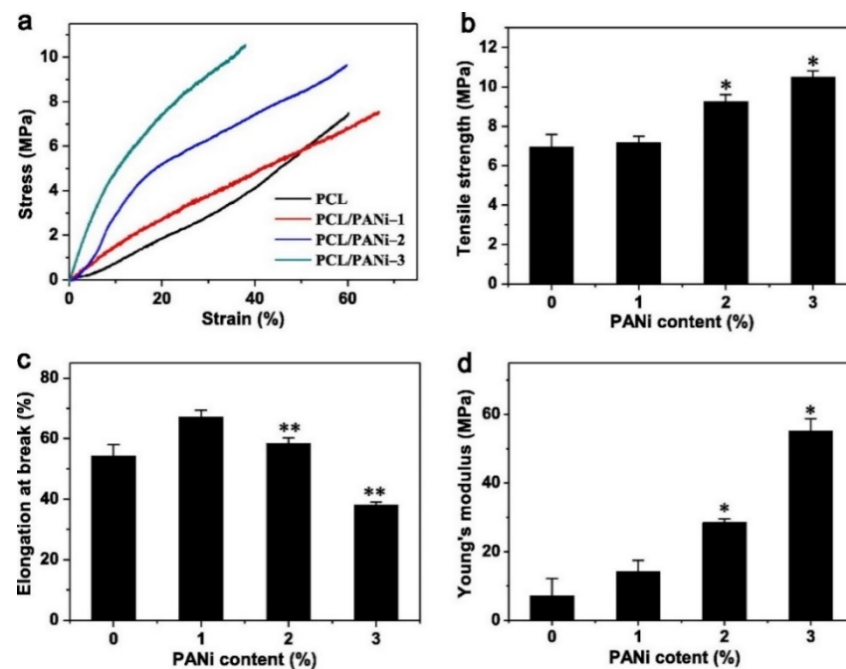 a
Stress (MPa)
10
8
6
4
2
0
PCL
PCL/PANi–1
PCL/PANi–2
PCL/PANi–3
0 20 40 60
Strain (%)
b
Tensile strength (MPa)
12
10
8
6
4
2
0
* *
0 1 2 3
PANi content (%)
c
Elongation at break (%)
80
60
40
20
0
** **
0 1 2 3
PANi content (%)
d
Young's modulus (MPa)
60
40
20
0
* *
0 1 2 3
PANi cotent (%)